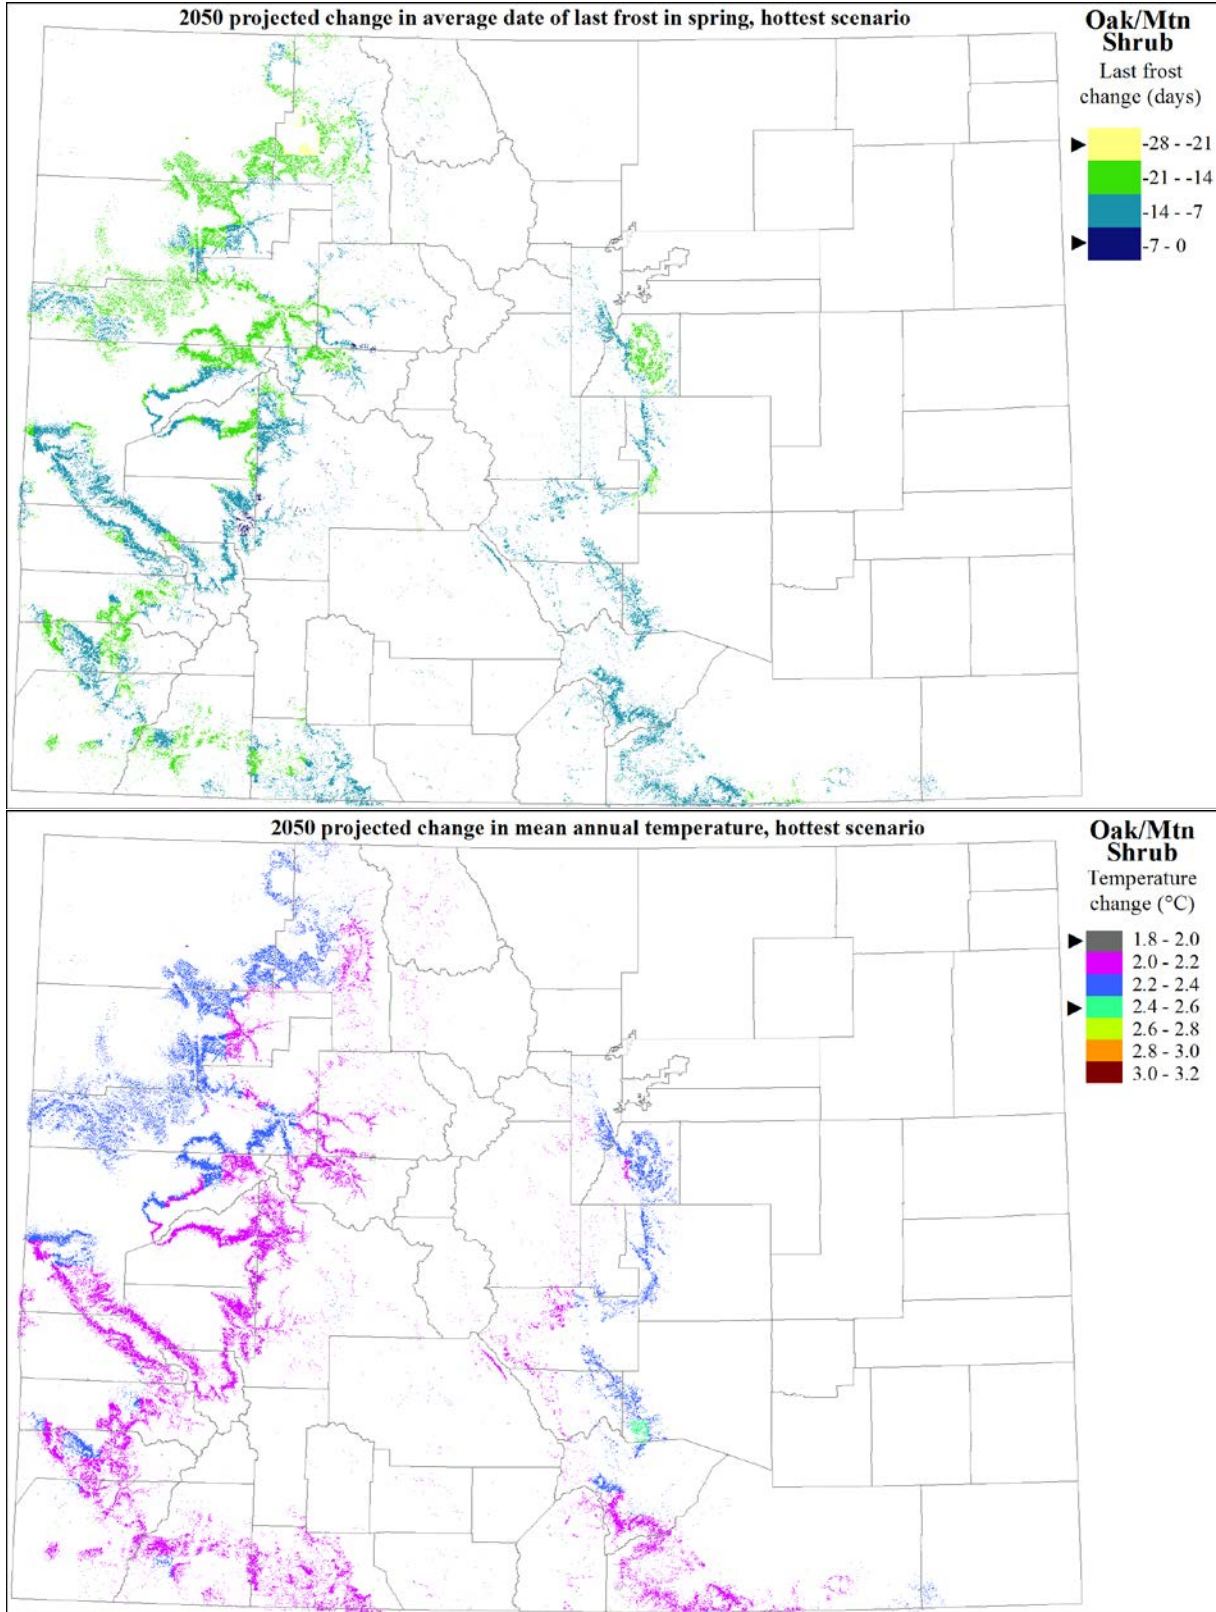 2050 projected change in average date of last frost in spring, hottest scenario
Oak/Mtn
Shrub
Last frost
change (days)
-28 - -21
-21 - -14
-14 - -7
-7 - 0
2050 projected change in mean annual temperature, hottest scenario
Oak/Mtn
Shrub
Temperature
change (°C)
1.8 - 2.0
2.0 - 2.2
2.2 - 2.4
2.4 - 2.6
2.6 - 2.8
2.8 - 3.0
3.0 - 3.2